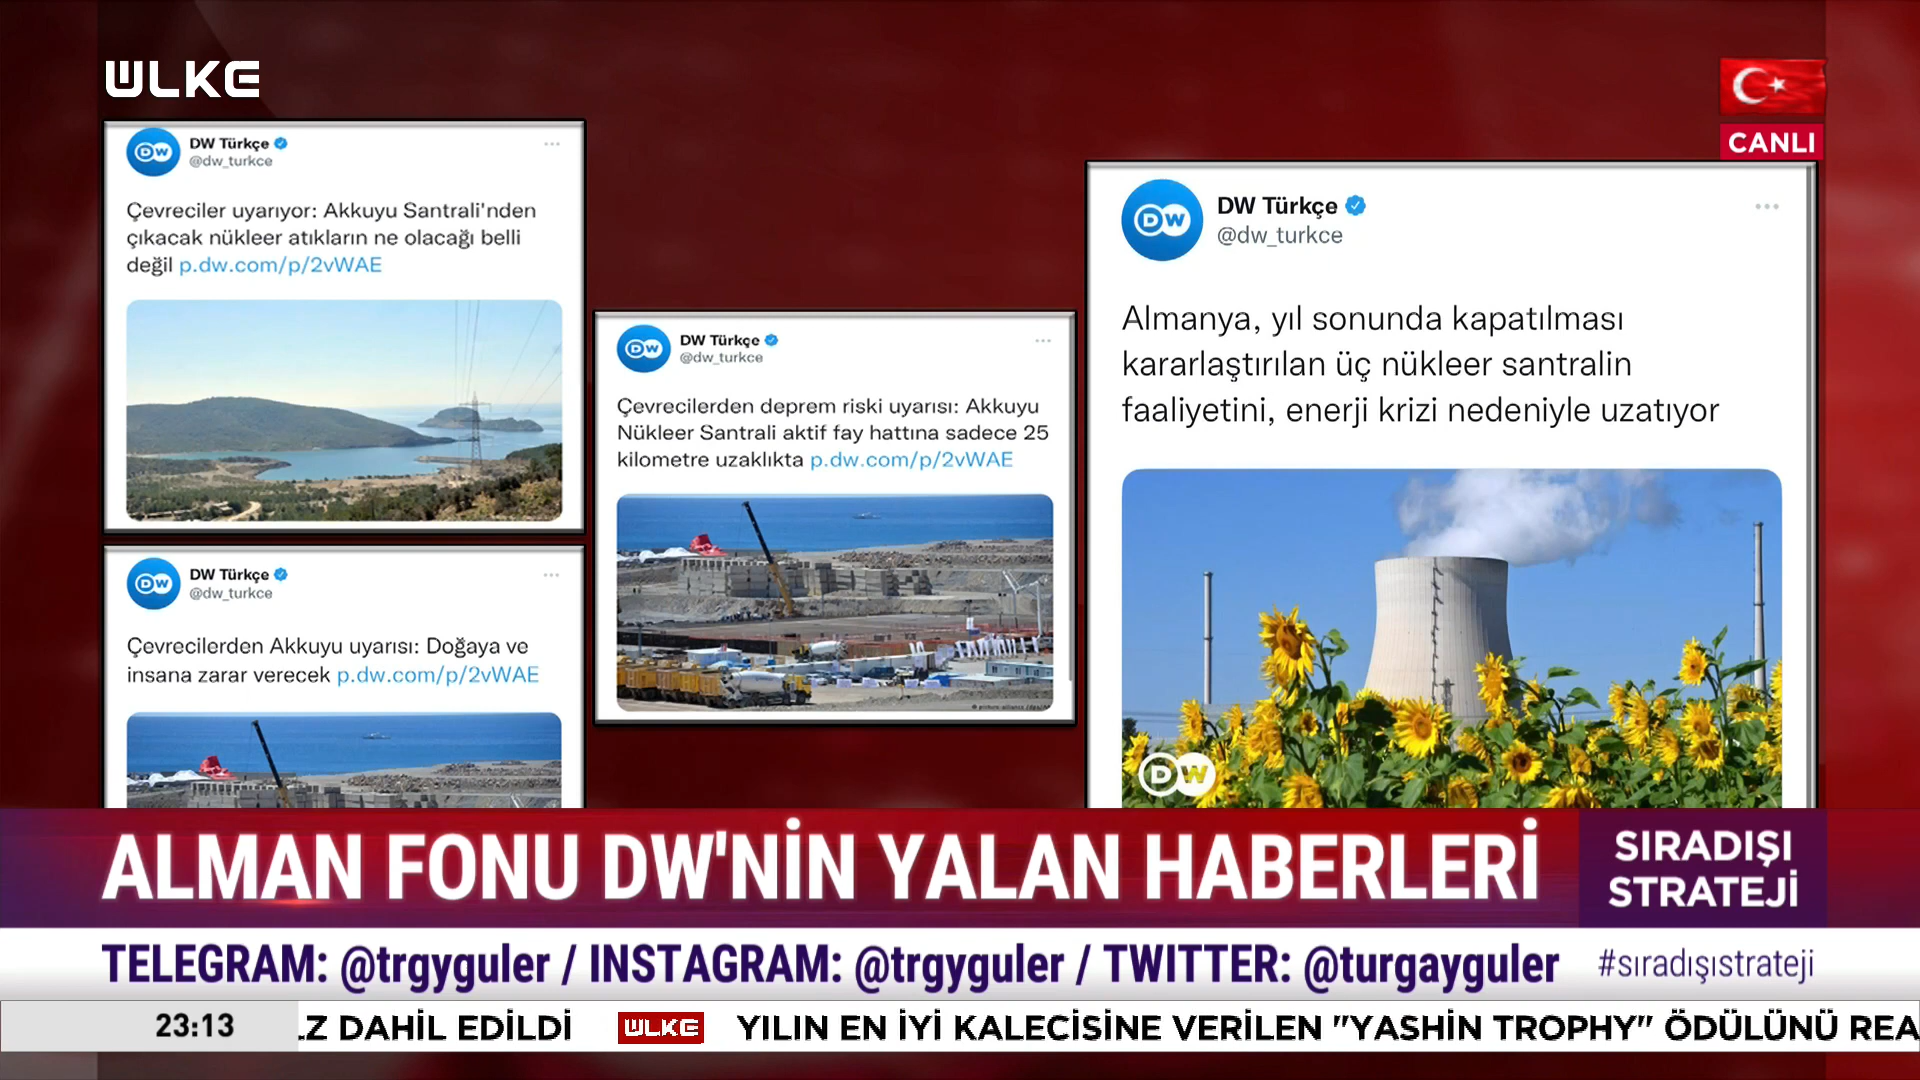 ULKE
CANLI
DW Türkçe
@dw_turkce
Çevreciler uyarıyor: Akkuyu Santrali'nden
çıkacak nükleer atıkların ne olacağı belli
değil p.dw.com/p/2vWAE
DW Türkçe
@dw_turkce
Çevrecilerden Akkuyu uyarısı: Doğaya ve
insana zarar verecek p.dw.com/p/2vWAE
DW Türkçe
@dw_turkce
Çevrecilerden deprem riski uyarısı: Akkuyu
Nükleer Santrali aktif fay hattına sadece 25
kilometre uzaklıkta p.dw.com/p/2vWAE
DW Türkçe
@dw_turkce
Almanya, yıl sonunda kapatılması
kararlaştırılan üç nükleer santralin
faaliyetini, enerji krizi nedeniyle uzatıyor
DW
ALMAN FONU DW'NİN YALAN HABERLERİ
SIRADIŞI
STRATEJİ
TELEGRAM: @trgyguler / INSTAGRAM: @trgyguler / TWITTER: @turgayguler
#sıradışıstrateji
23:13
LZ DAHİL EDİLDİ ULKE YILIN EN İYİ KALECİSİNE VERİLEN "YASHİN TROPHY" ÖDÜLÜNÜ REA